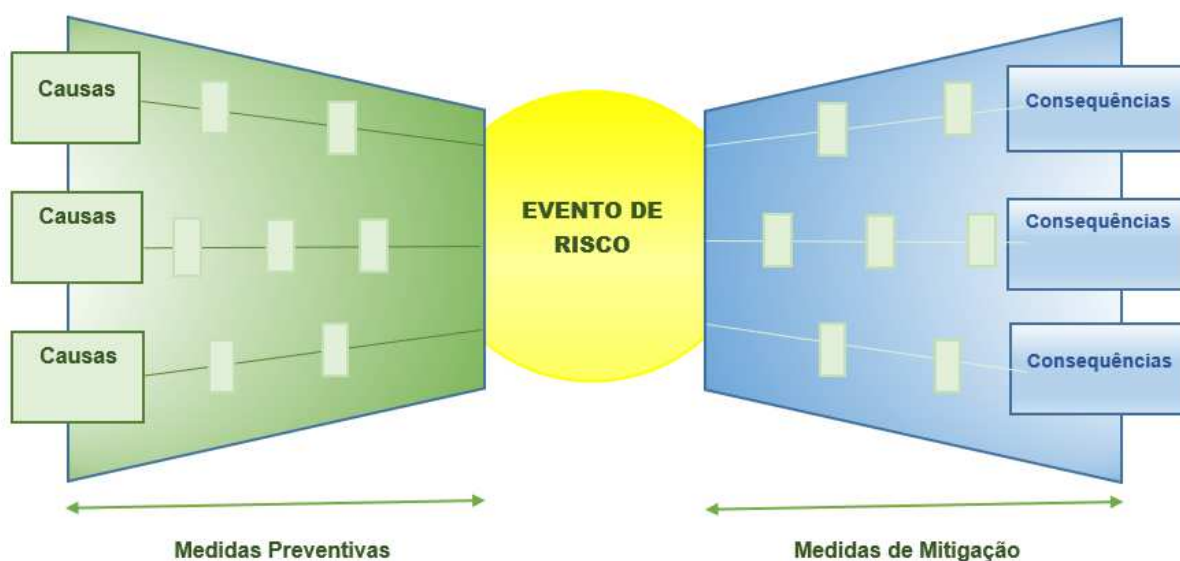 Causas
Causas
Causas
EVENTO DE
RISCO
Consequências
Consequências
Consequências
Medidas Preventivas
Medidas de Mitigação